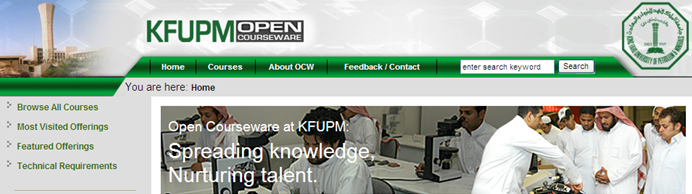 KFUPM OPEN
COURSEWARE
Home
Courses
About OCW
Feedback / Contact
enter search keyword
Search
You are here: Home
Browse All Courses
Most Visited Offerings
Featured Offerings
Technical Requirements
Open Courseware at KFUPM:
Spreading knowledge,
Nurturing talent.